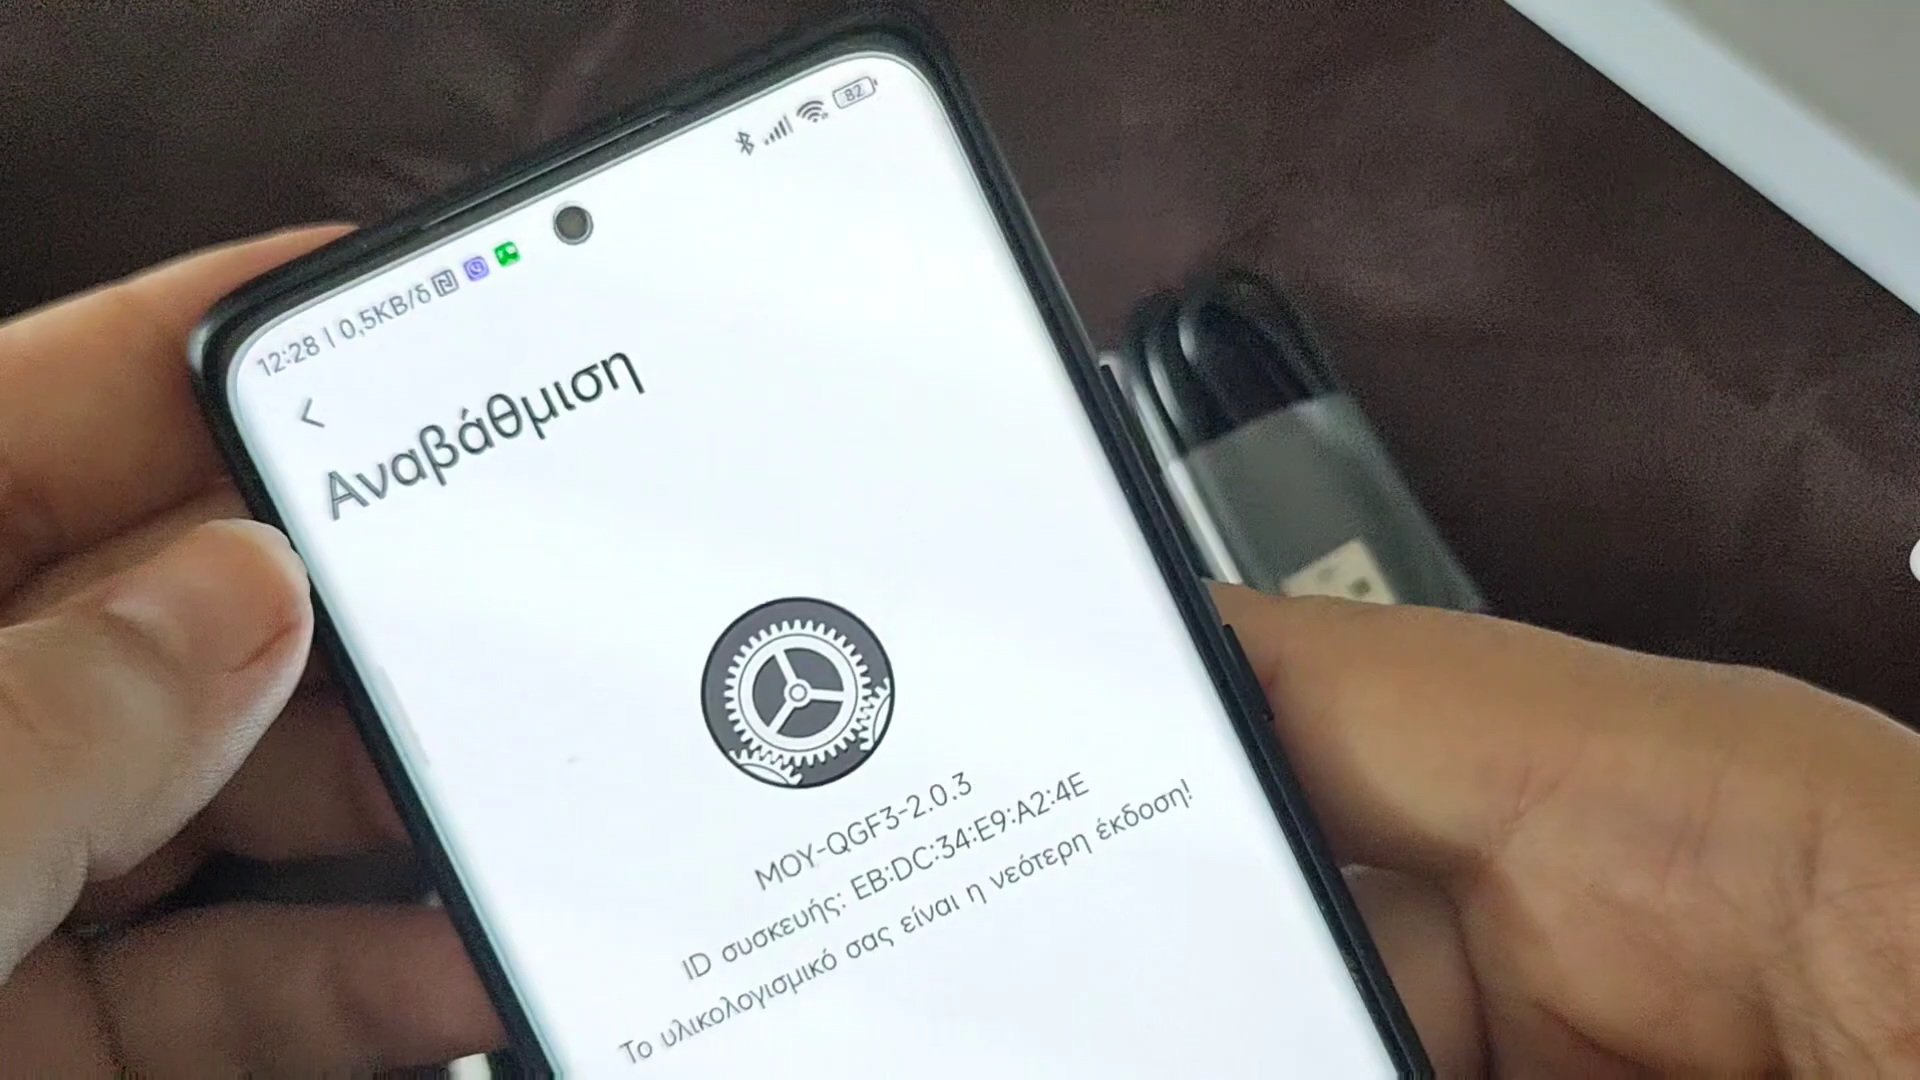 12:28 | 0,5KB/δ
82
Αναβάθμιση
MOY-QGF3-2.0.3
ID συσκευής: EB:DC:34:E9:A2:4E
Το υλικολογισμικό σας είναι η νεότερη έκδοση!